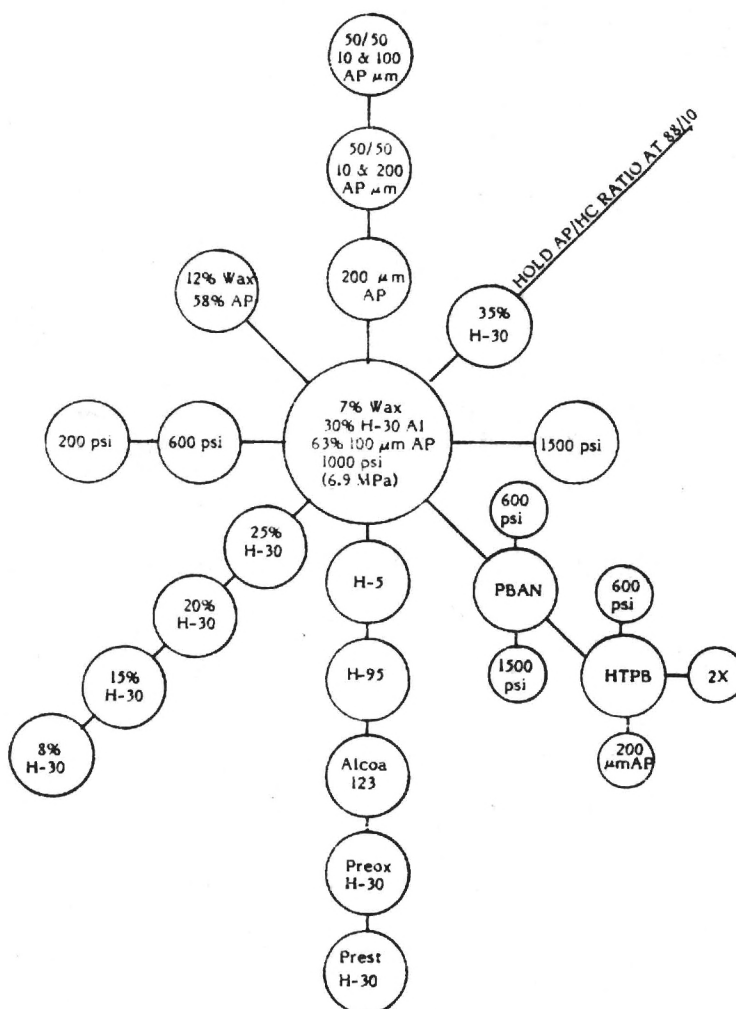 50/50
10 & 100
AP μm
50/50
10 & 200
AP μm
HOLD AP/HC RATIO AT 88/10
12% Wax
58% AP
200 μm
AP
35%
H-30
7% Wax
30% H-30 Al
63% 100 μm AP
1000 psi
(6.9 MPa)
200 psi
600 psi
1500 psi
25%
H-30
20%
H-30
15%
H-30
8%
H-30
H-5
H-95
Alcoa
123
Preox
H-30
Prest
H-30
600
psi
PBAN
1500
psi
600
psi
HTPB
2X
200
μmAP